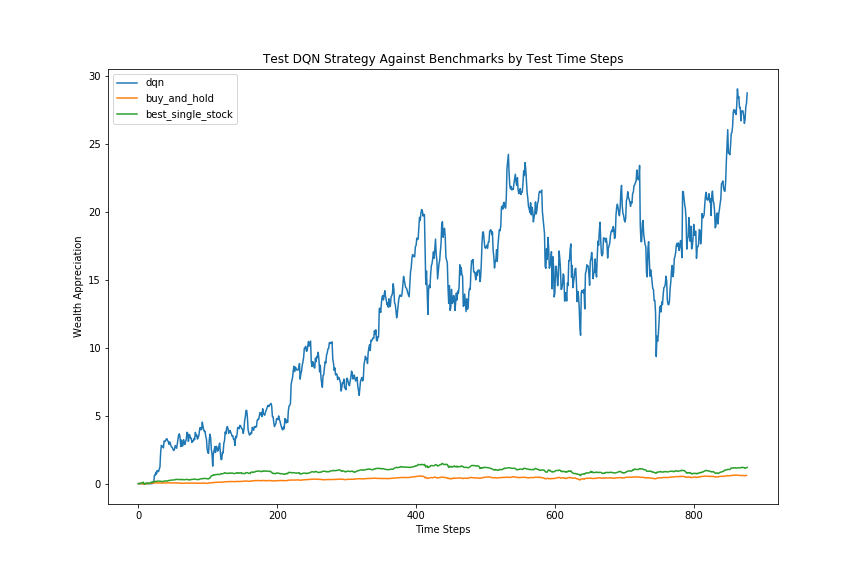 Test DQN Strategy Against Benchmarks by Test Time Steps
dqn
buy_and_hold
best_single_stock
Wealth Appreciation
30
25
20
15
10
5
0
0 200 400 600 800
Time Steps